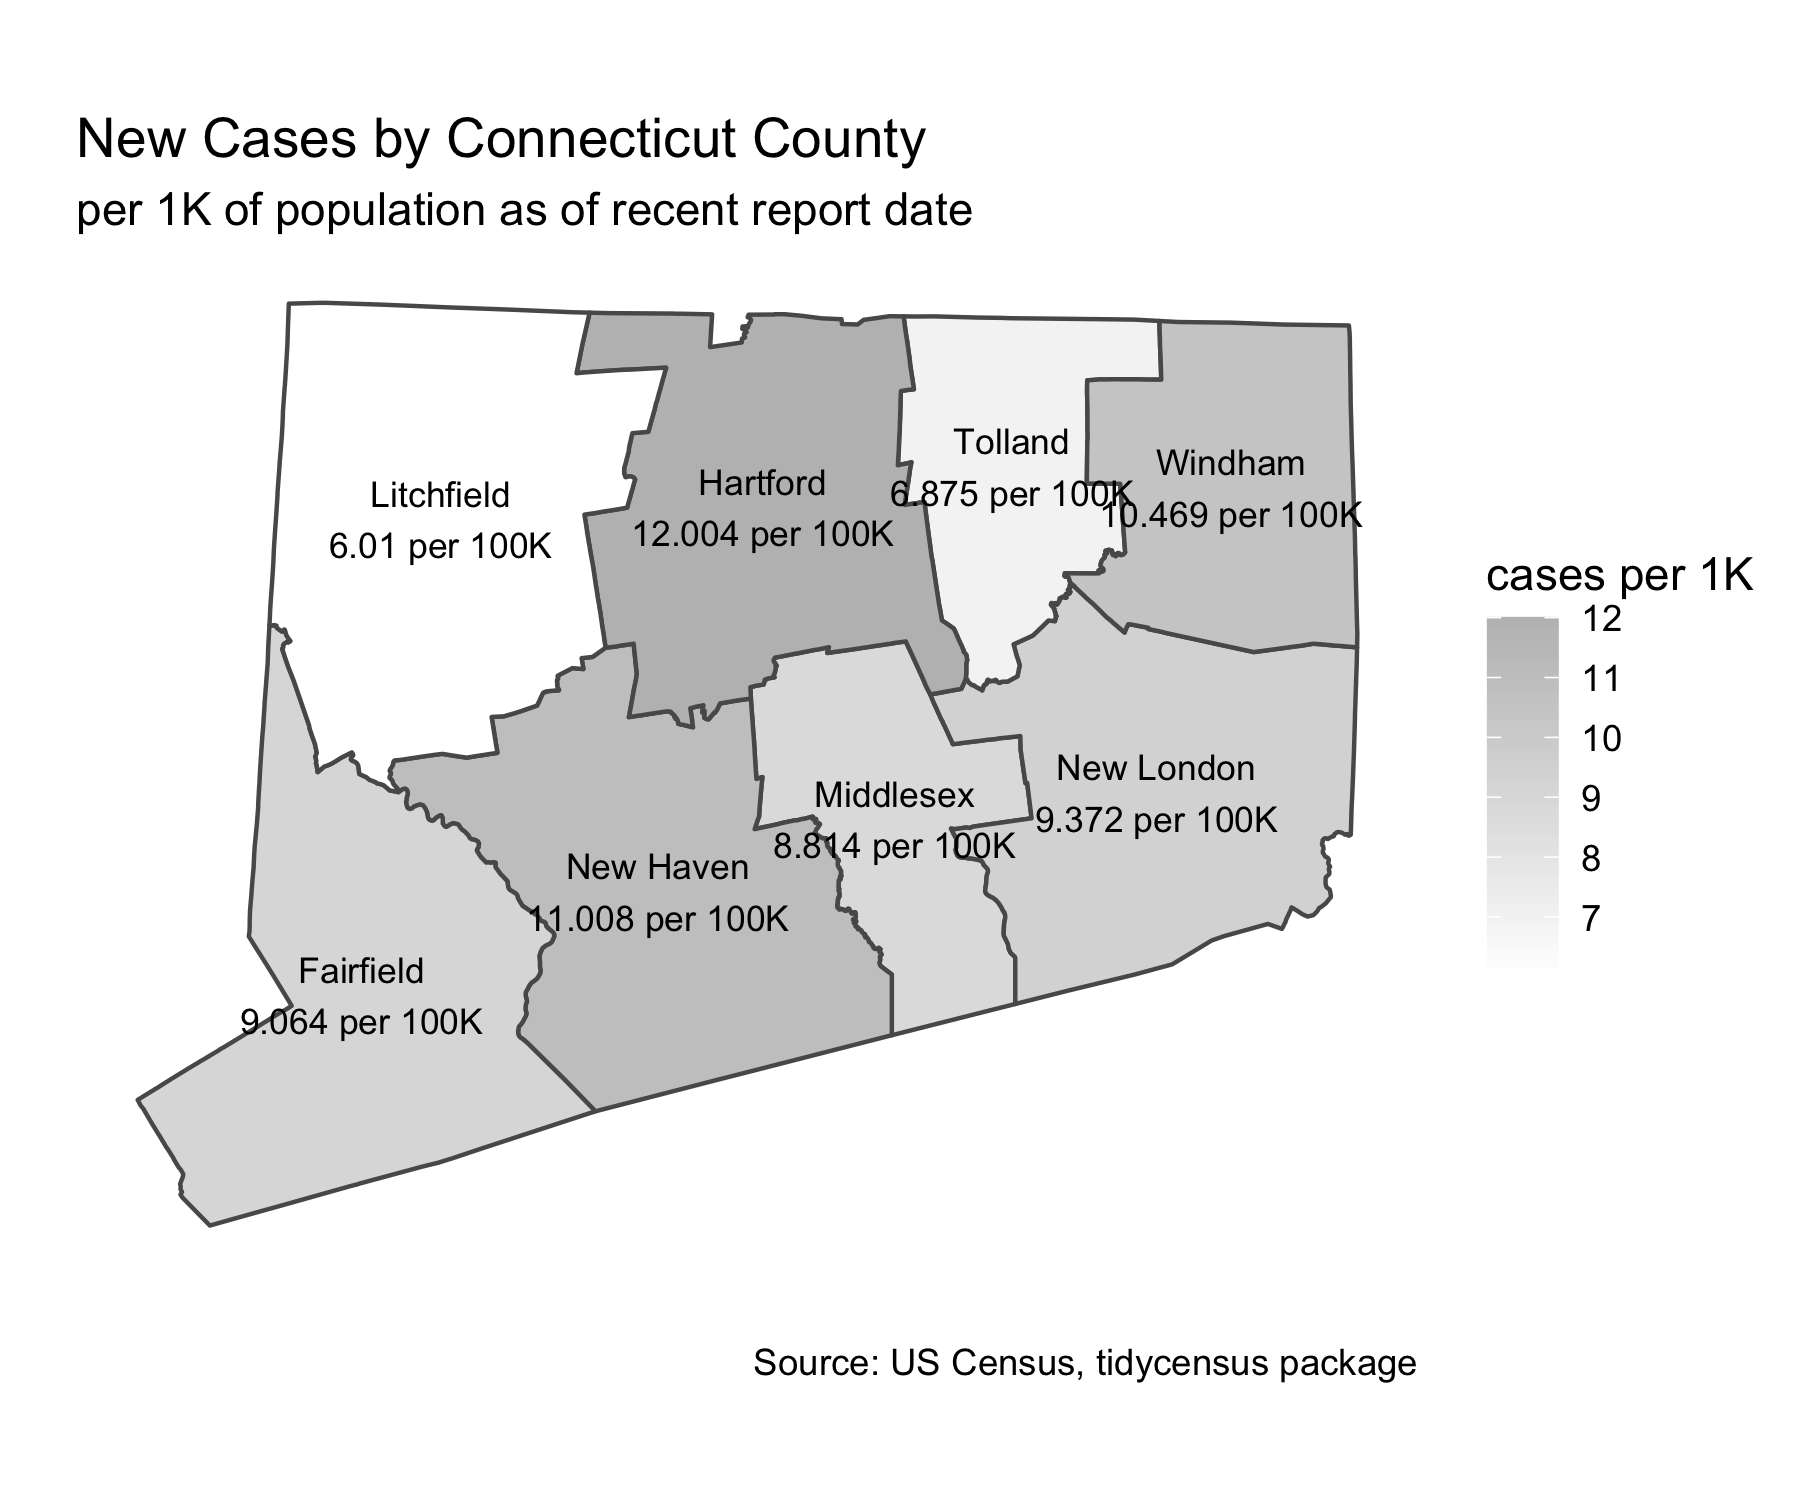 New Cases by Connecticut County
per 1K of population as of recent report date
Litchfield
6.01 per 100K
Hartford
12.004 per 100K
Tolland
6.875 per 100K
Windham
10.469 per 100K
New London
9.372 per 100K
Middlesex
8.814 per 100K
New Haven
11.008 per 100K
Fairfield
9.064 per 100K
cases per 1K
12
11
10
9
8
7
Source: US Census, tidycensus package